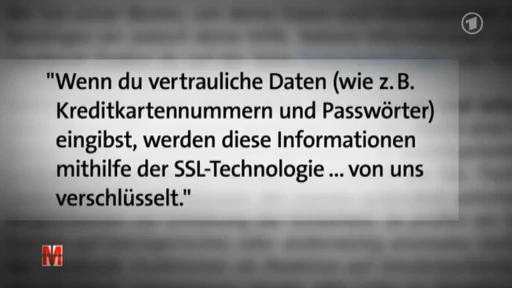 "Wenn du vertrauliche Daten (wie z. B.
Kreditkartennummern und Passwörter)
eingibst, werden diese Informationen
mithilfe der SSL-Technologie ... von uns
verschlüsselt."
1
M